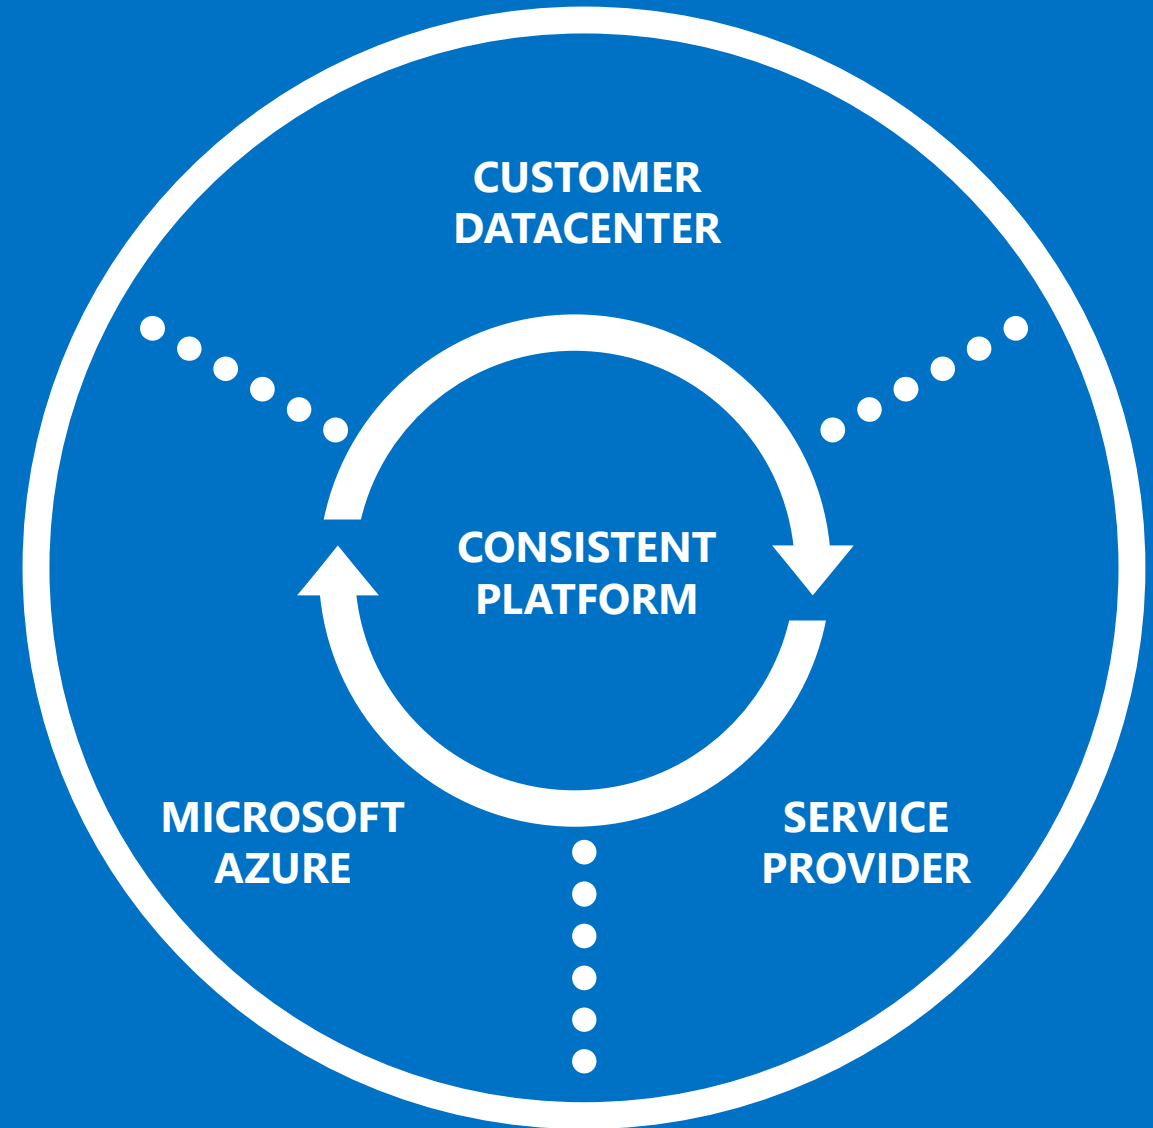 CUSTOMER
DATACENTER
CONSISTENT
PLATFORM
MICROSOFT
AZURE
SERVICE
PROVIDER